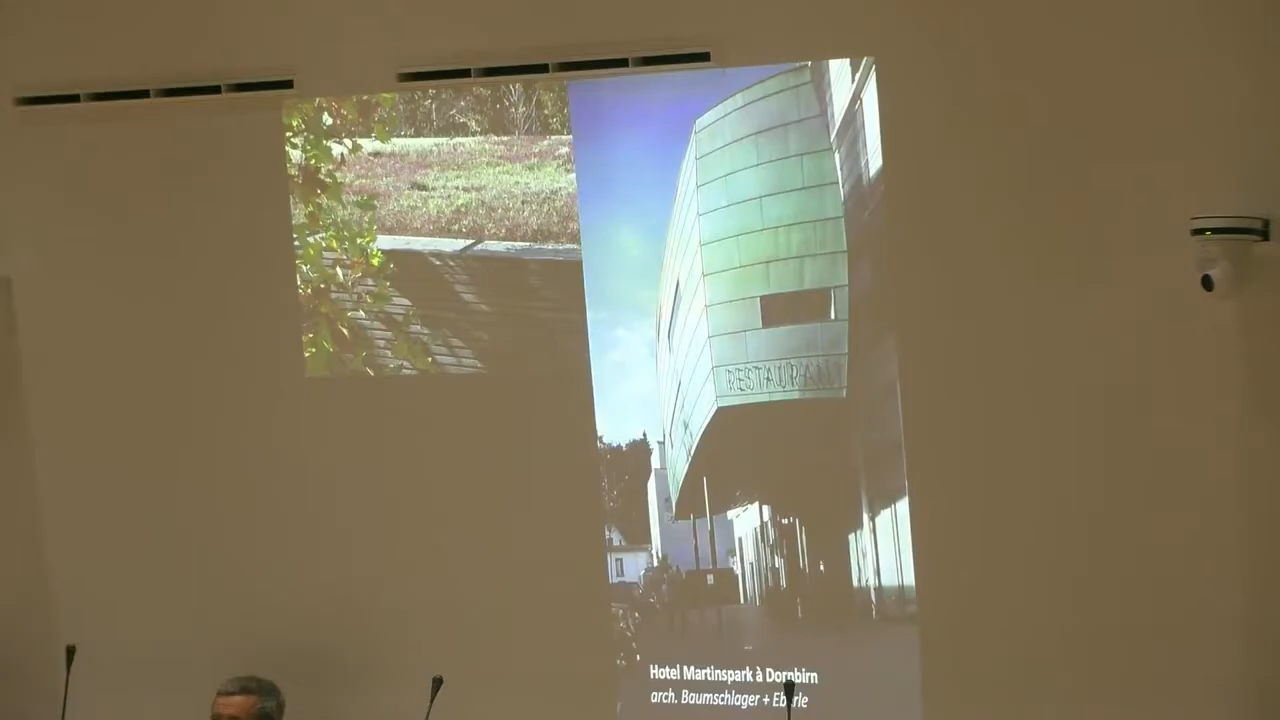 RESTAURANT
Hotel Martinspark à Dornbirn
arch. Baumschlager + Eberle